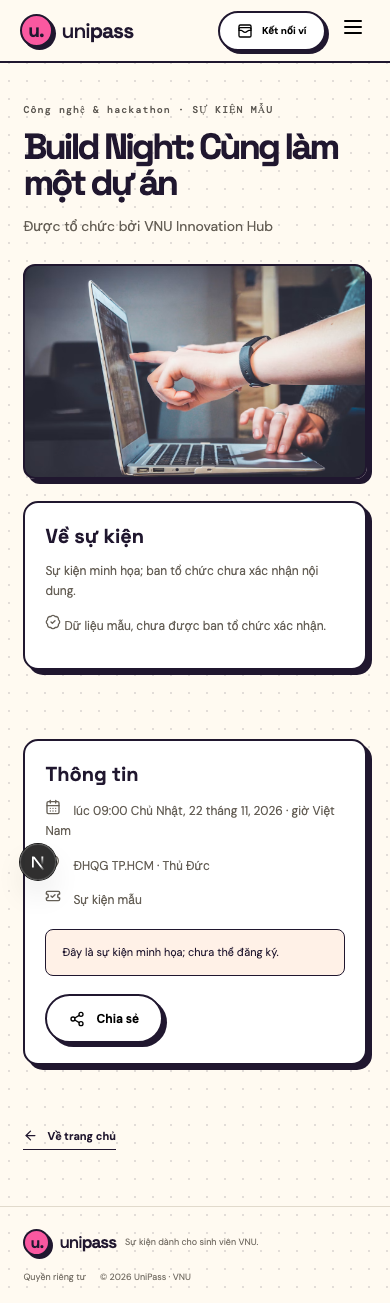 u. unipass
Kết nối ví
Công nghệ & hackathon · SỰ KIỆN MẪU
Build Night: Cùng làm
một dự án
Được tổ chức bởi VNU Innovation Hub
Về sự kiện
Sự kiện minh họa; ban tổ chức chưa xác nhận nội
dung.
Dữ liệu mẫu, chưa được ban tổ chức xác nhận.
Thông tin
lúc 09:00 Chủ Nhật, 22 tháng 11, 2026 · giờ Việt
Nam
N
ĐHQG TP.HCM · Thủ Đức
Sự kiện mẫu
Đây là sự kiện minh họa; chưa thể đăng ký.
Chia sẻ
Về trang chủ
u. unipass Sự kiện dành cho sinh viên VNU.
Quyền riêng tư © 2026 UniPass · VNU